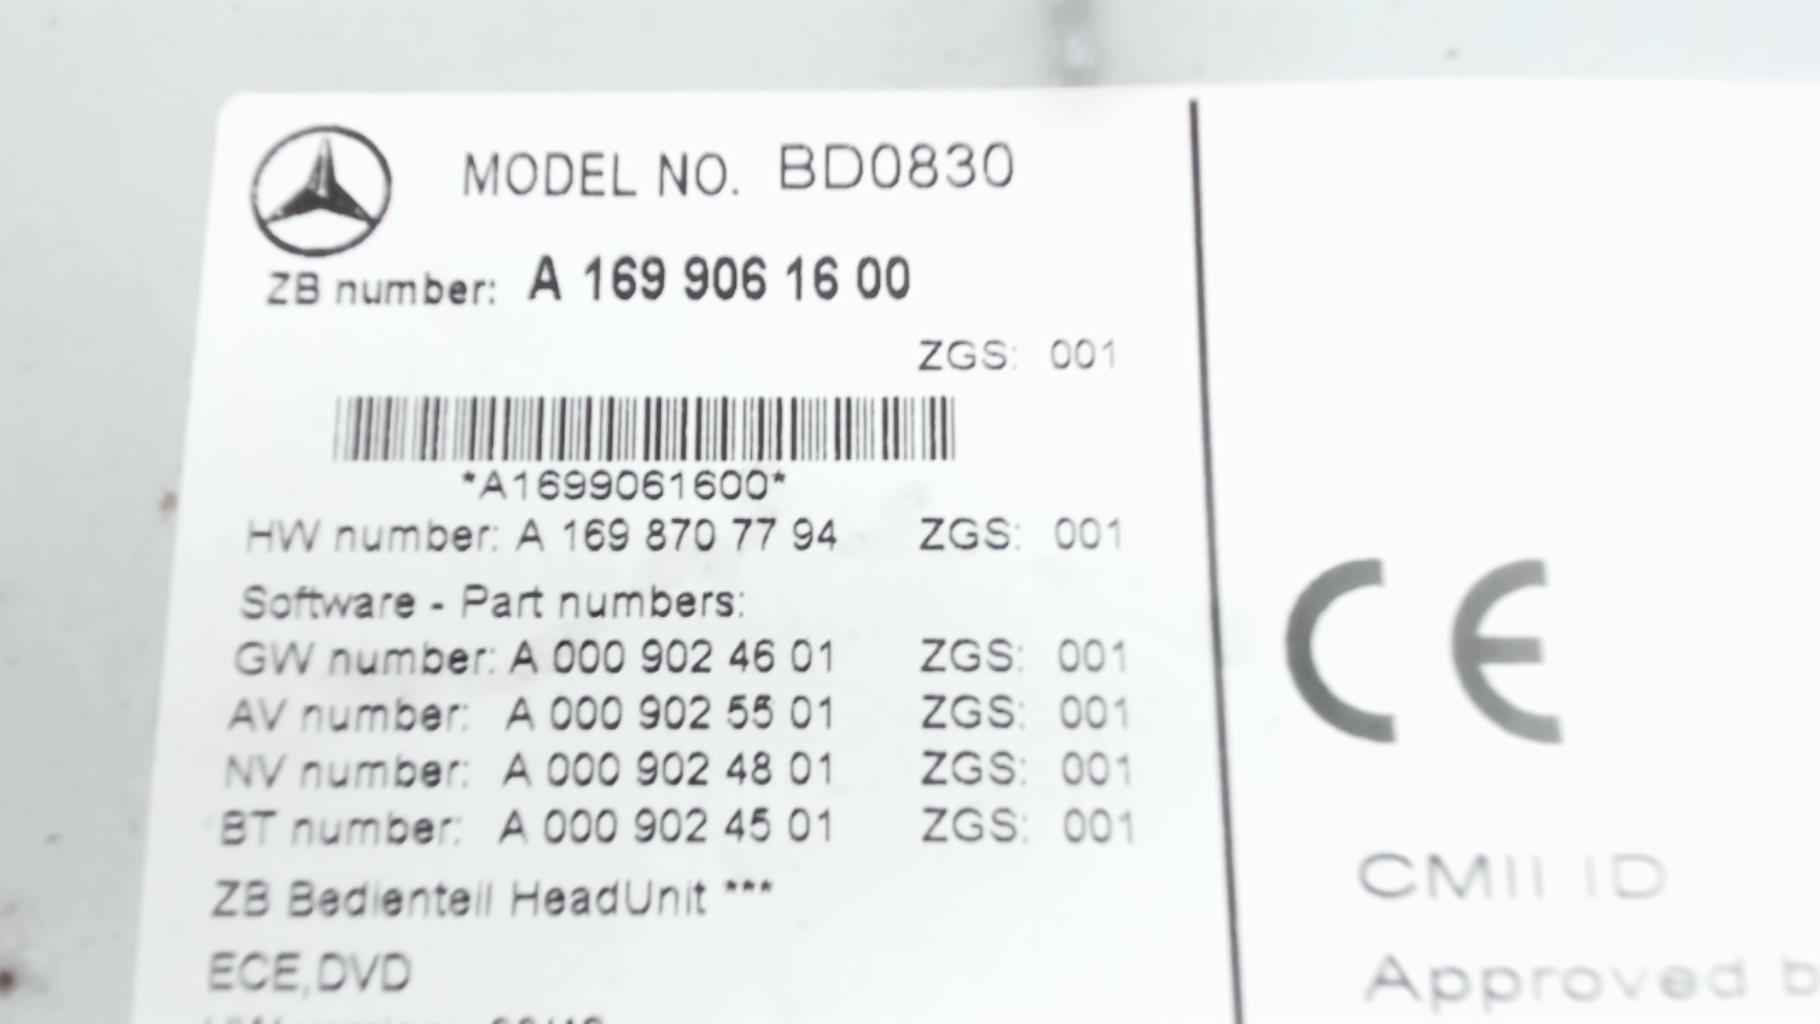 MODEL NO. BD0830
ZB number: A 169 906 16 00
ZGS: 001
*A1699061600*
HW number: A 169 870 77 94 ZGS: 001
Software - Part numbers:
GW number: A 000 902 46 01 ZGS: 001
AV number: A 000 902 55 01 ZGS: 001
NV number: A 000 902 48 01 ZGS: 001
BT number: A 000 902 45 01 ZGS: 001
ZB Bedienteil HeadUnit ***
ECE,DVD
CE
CMII ID
Approved b